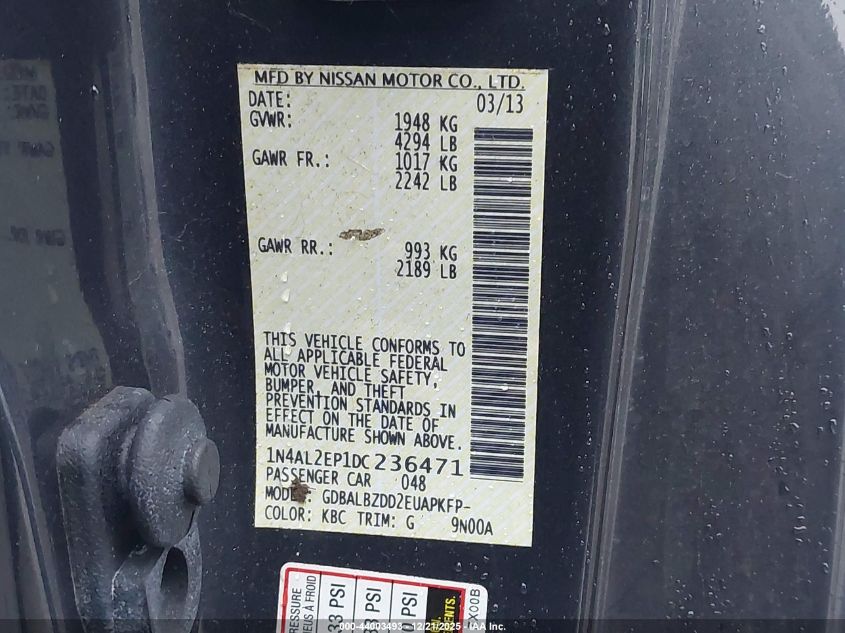 MFD BY NISSAN MOTOR CO., LTD.
DATE: 03/13
GVWR: 1948 KG
4294 LB
GAWR FR.: 1017 KG
2242 LB
GAWR RR.: 993 KG
2189 LB
THIS VEHICLE CONFORMS TO
ALL APPLICABLE FEDERAL
MOTOR VEHICLE SAFETY,
BUMPER, AND THEFT
PREVENTION STANDARDS IN
EFFECT ON THE DATE OF
MANUFACTURE SHOWN ABOVE.
1N4AL2EP1DC236471
PASSENGER CAR 048
MODEL: GDBALBZDD2EUAPKFP-
COLOR: KBC TRIM: G 9N00A
PRESSURE
À FROID
33 PSI
PSI
PSI
000-44003493 - 12/21/2025 - IAA Inc.